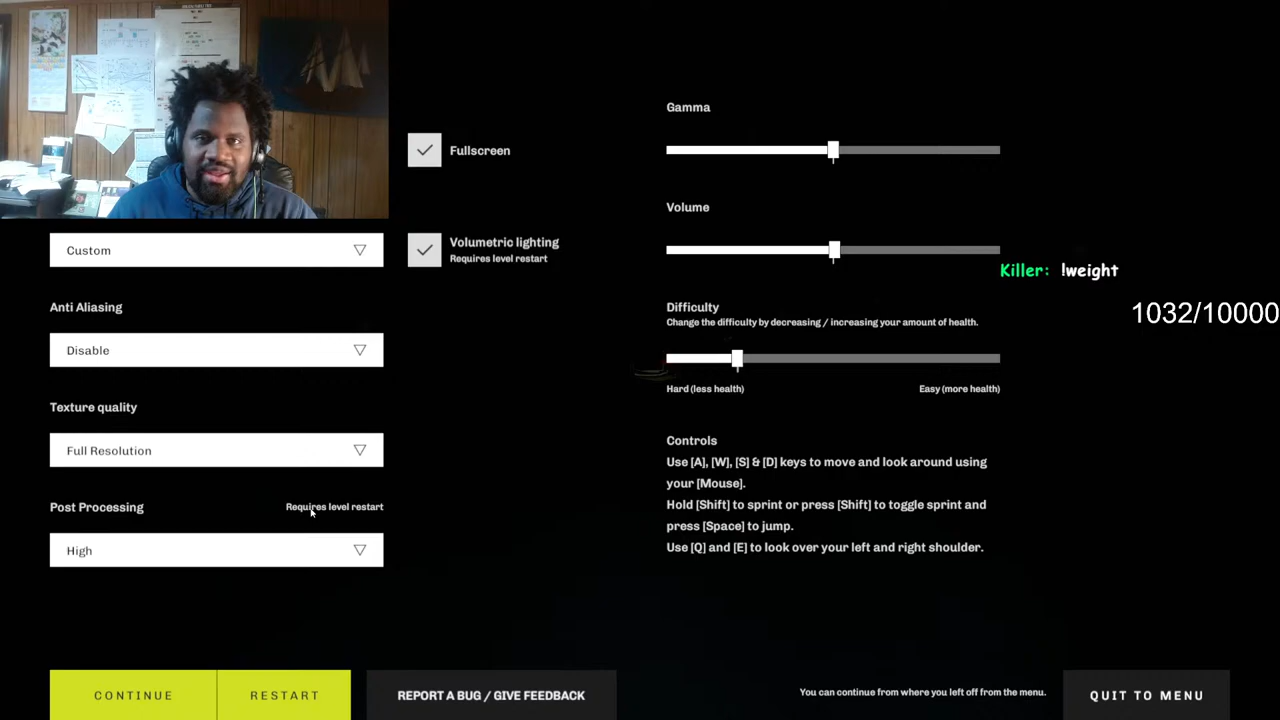 Fullscreen
Custom
Volumetric lighting
Requires level restart
Anti Aliasing
Disable
Texture quality
Full Resolution
Post Processing
Requires level restart
High
Gamma
Volume
Killer: !weight
1032/10000
Difficulty
Change the difficulty by decreasing / increasing your amount of health.
Hard (less health)
Easy (more health)
Controls
Use [A], [W], [S] & [D] keys to move and look around using
your [Mouse].
Hold [Shift] to sprint or press [Shift] to toggle sprint and
press [Space] to jump.
Use [Q] and [E] to look over your left and right shoulder.
CONTINUE
RESTART
REPORT A BUG / GIVE FEEDBACK
You can continue from where you left off from the menu.
QUIT TO MENU